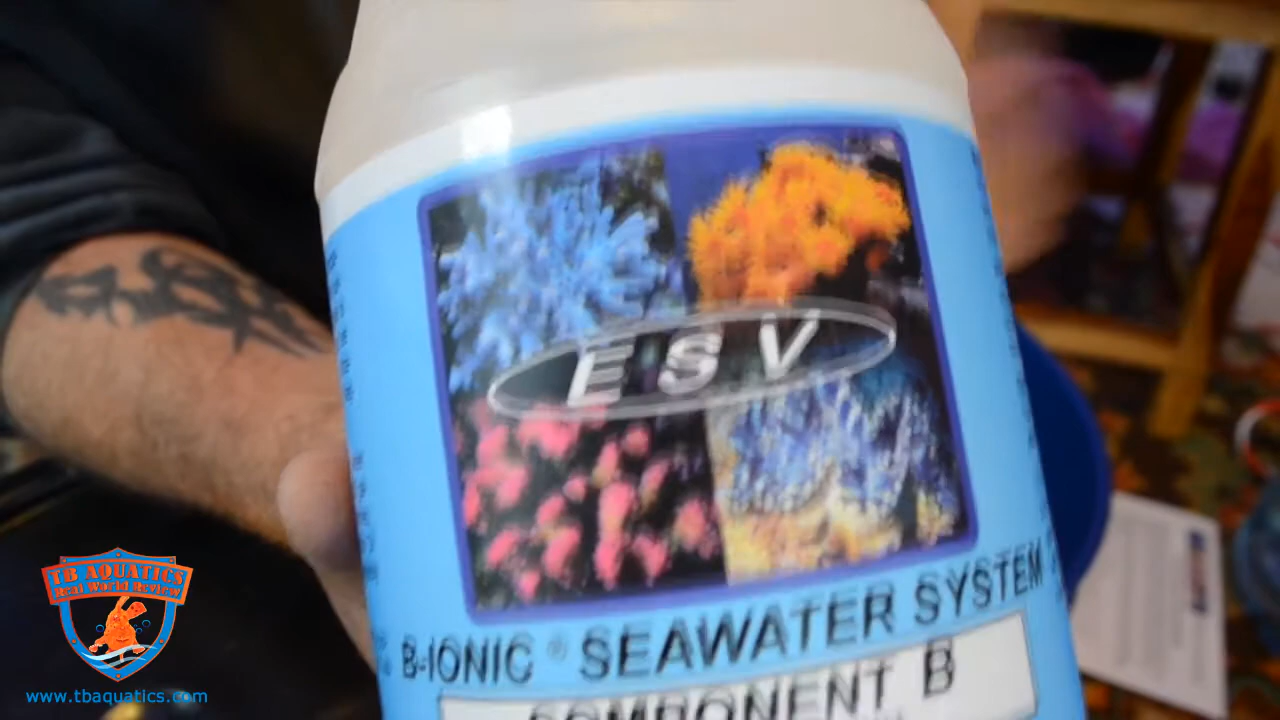 ESV
B-IONIC ® SEAWATER SYSTEM
COMPONENT B
TB AQUATICS
Real World Review
www.tbaquatics.com